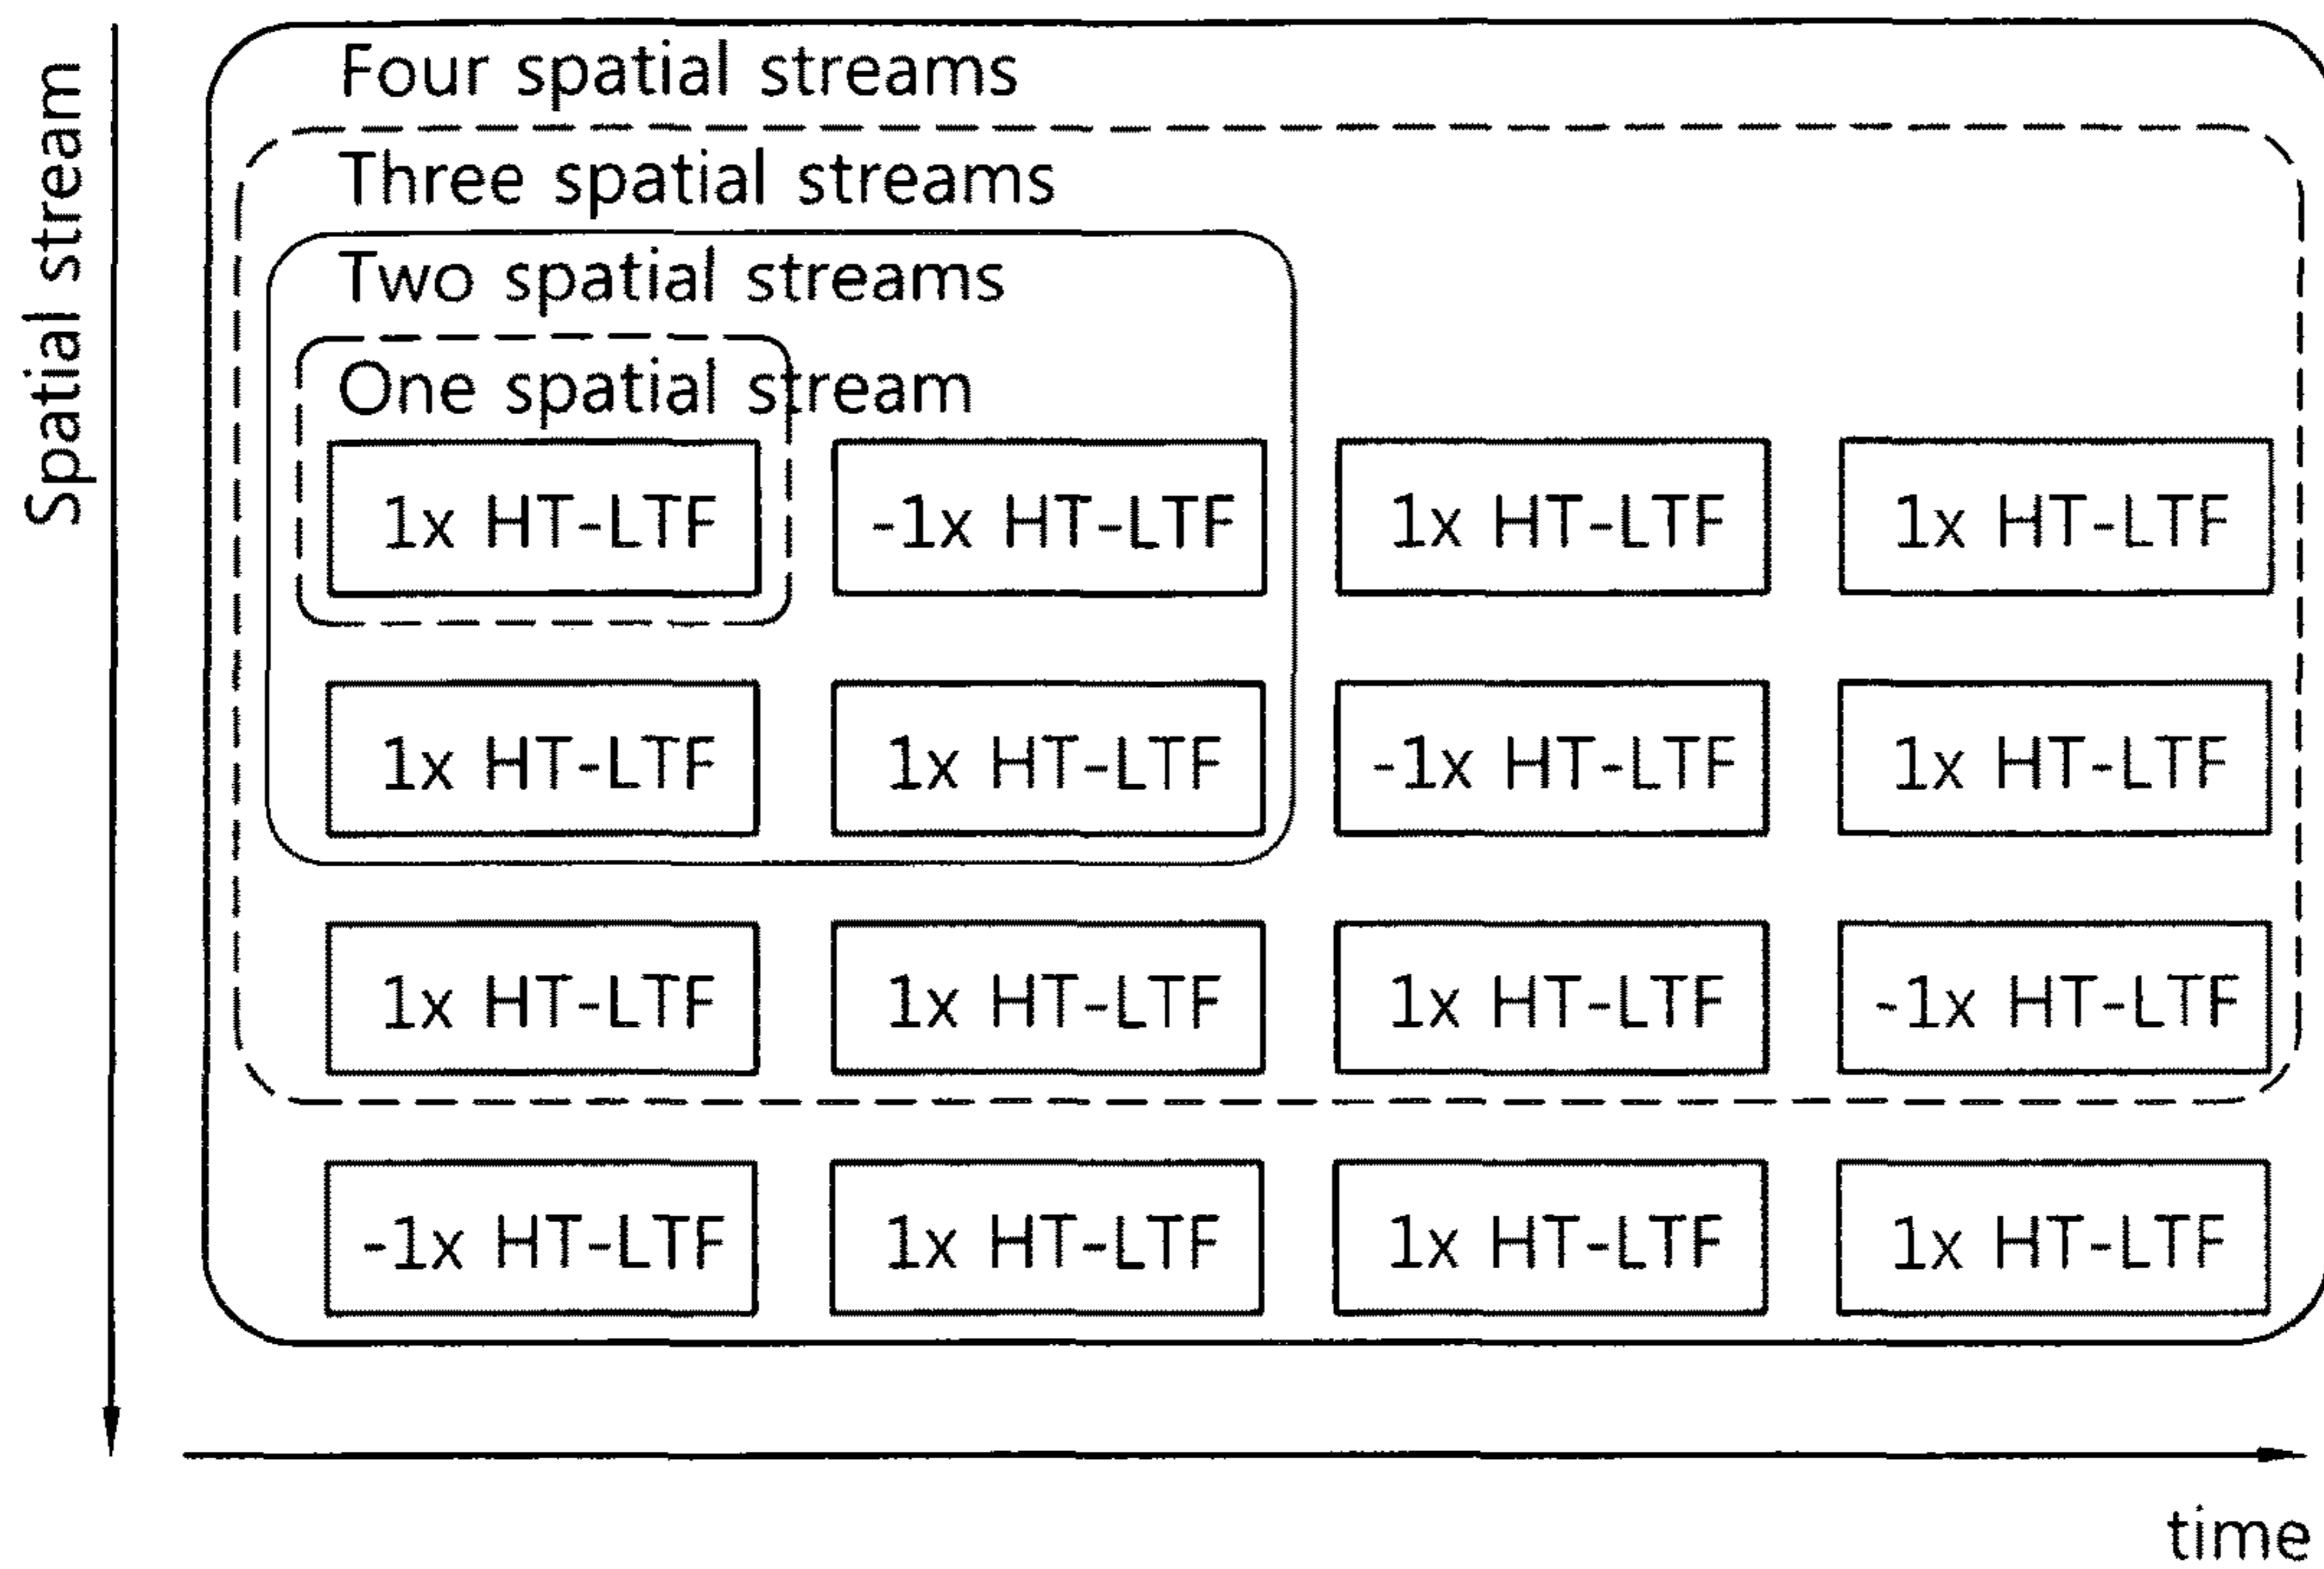 Spatial stream
Four spatial streams
Three spatial streams
Two spatial streams
One spatial stream
1x HT-LTF -1x HT-LTF 1x HT-LTF 1x HT-LTF
1x HT-LTF 1x HT-LTF -1x HT-LTF 1x HT-LTF
1x HT-LTF 1x HT-LTF 1x HT-LTF -1x HT-LTF
-1x HT-LTF 1x HT-LTF 1x HT-LTF 1x HT-LTF
time